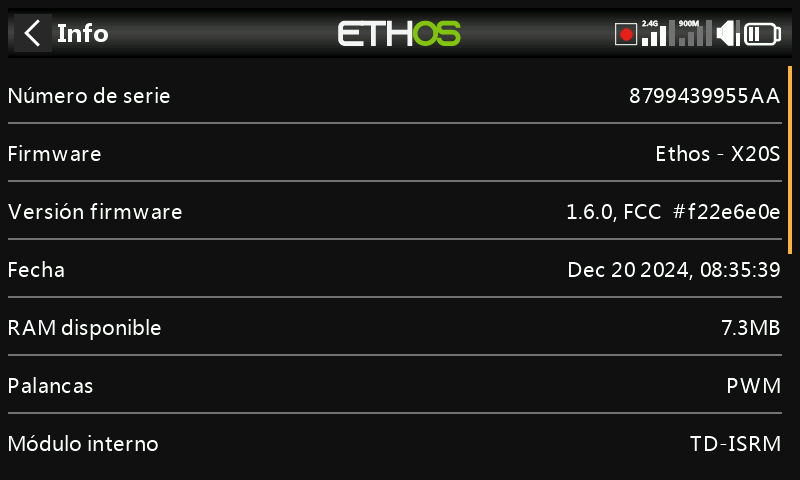 Info
ETHOS
2.4G
900M
Número de serie 8799439955AA
Firmware Ethos - X20S
Versión firmware 1.6.0, FCC #f22e6e0e
Fecha Dec 20 2024, 08:35:39
RAM disponible 7.3MB
Palancas PWM
Módulo interno TD-ISRM